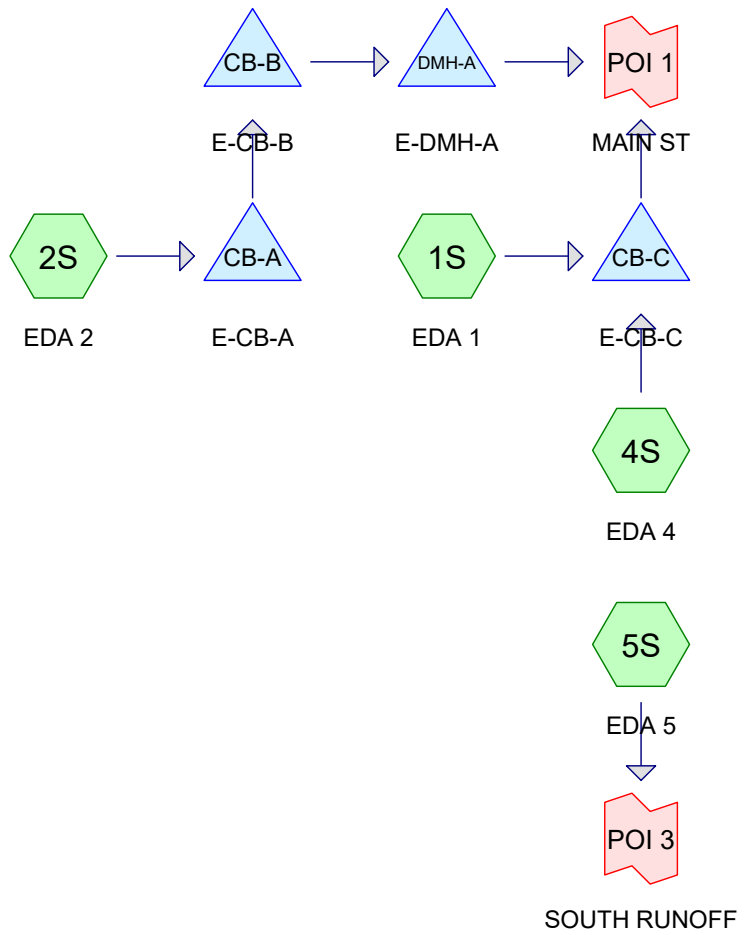 CB-B
DMH-A
POI 1
E-CB-B
E-DMH-A
MAIN ST
2S
CB-A
1S
CB-C
EDA 2
E-CB-A
EDA 1
E-CB-C
4S
EDA 4
5S
EDA 5
POI 3
SOUTH RUNOFF